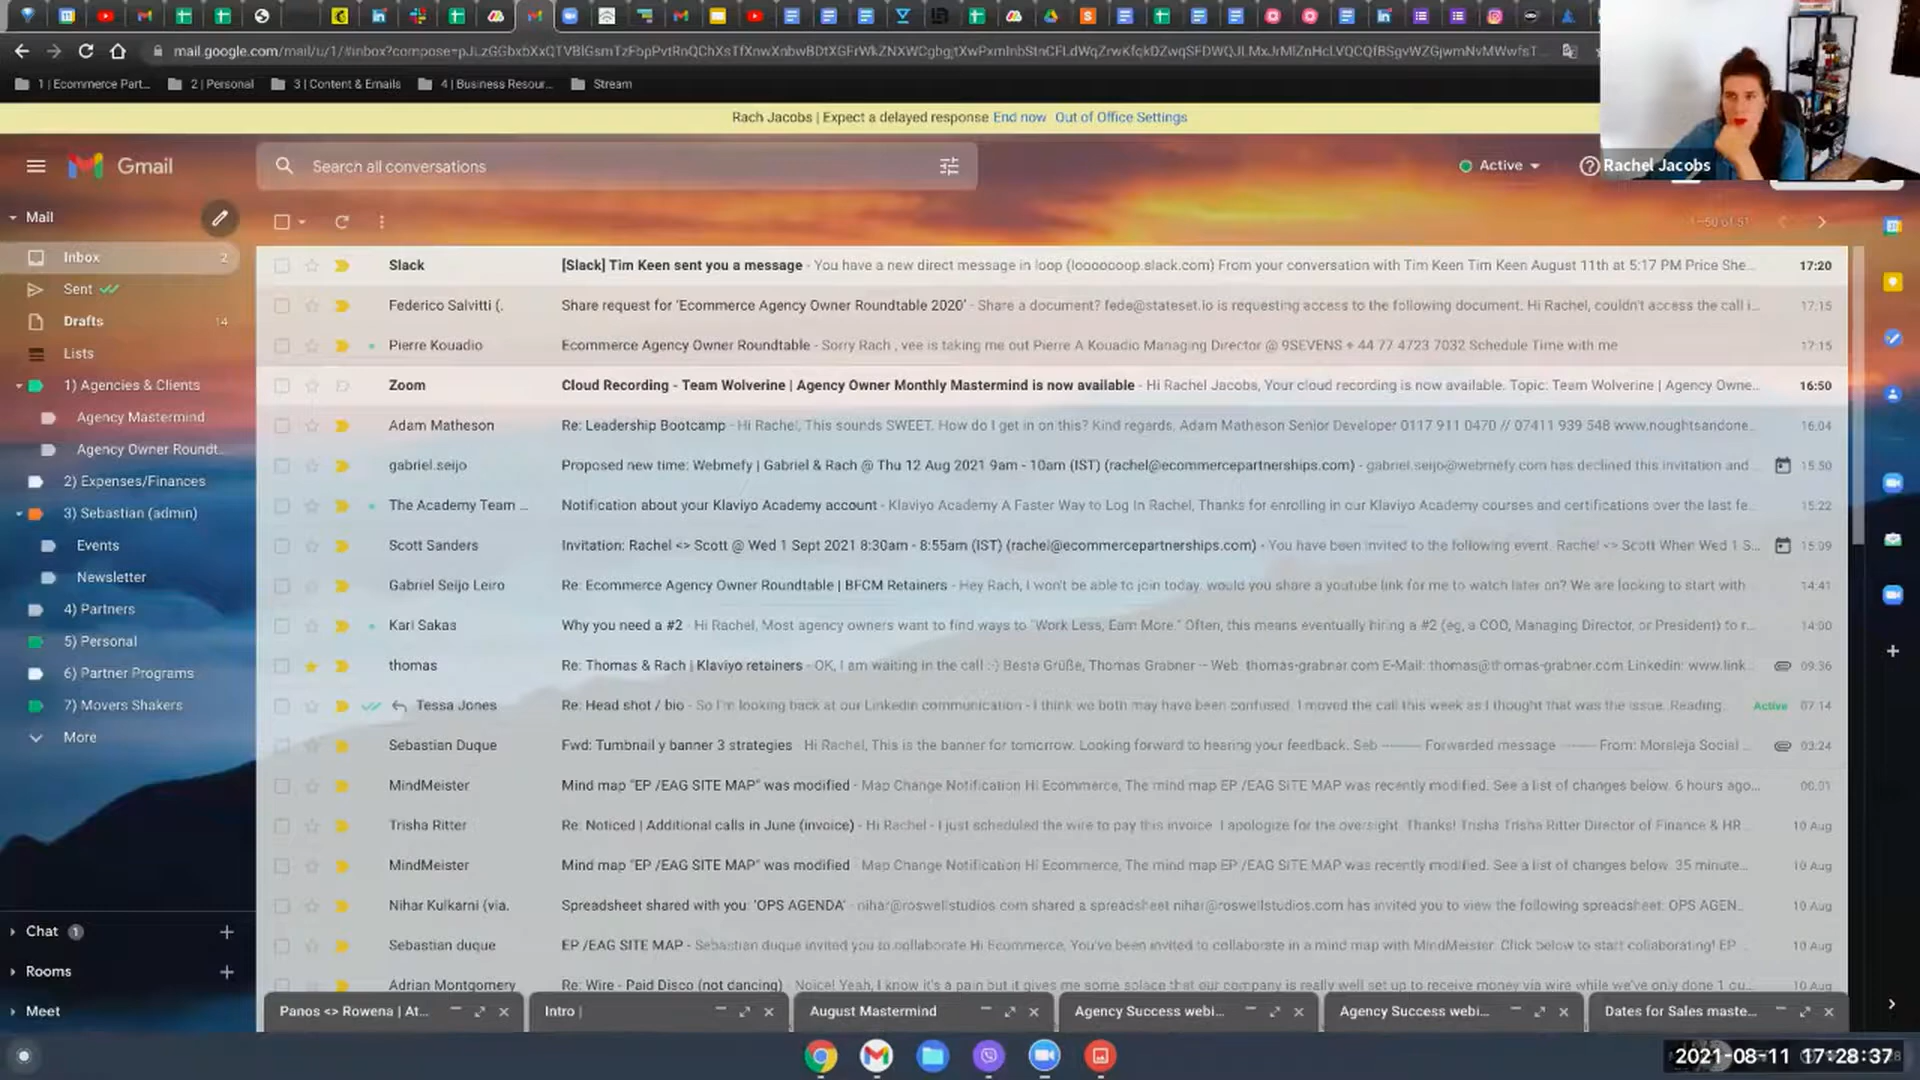 mail.google.com/mail/u/1/#inbox?compose=
1 | Ecommerce Part...
2 | Personal
3 | Content & Emails
4 | Business Resour...
Stream
Rach Jacobs | Expect a delayed response End now Out of Office Settings
Rachel Jacobs
Gmail
Search all conversations
Active
Mail
1–50 of 51
Inbox 2
Sent
Drafts 14
Lists
1) Agencies & Clients
Agency Mastermind
Agency Owner Roundt...
2) Expenses/Finances
3) Sebastian (admin)
Events
Newsletter
4) Partners
5) Personal
6) Partner Programs
7) Movers Shakers
More
Chat 1
Rooms
Meet
Slack [Slack] Tim Keen sent you a message - You have a new direct message in loop (loooooop.slack.com) From your conversation with Tim Keen Tim Keen August 11th at 5:17 PM Price She... 17:20
Federico Salvitti (. Share request for 'Ecommerce Agency Owner Roundtable 2020' - Share a document? fede@stateset.io is requesting access to the following document. Hi Rachel, couldn't access the call i... 17:15
Pierre Kouadio Ecommerce Agency Owner Roundtable - Sorry Rach , vee is taking me out Pierre A Kouadio Managing Director @ 9SEVENS + 44 77 4723 7032 Schedule Time with me 17:15
Zoom Cloud Recording - Team Wolverine | Agency Owner Monthly Mastermind is now available - Hi Rachel Jacobs, Your cloud recording is now available. Topic: Team Wolverine | Agency Owne... 16:50
Adam Matheson Re: Leadership Bootcamp - Hi Rachel, This sounds SWEET. How do I get in on this? Kind regards, Adam Matheson Senior Developer 0117 911 0470 // 07411 939 548 www.noughtsandone... 16:04
gabriel.seijo Proposed new time: Webmefy | Gabriel & Rach @ Thu 12 Aug 2021 9am - 10am (IST) (rachel@ecommercepartnerships.com) - gabriel.seijo@webmefy.com has declined this invitation and... 15:50
The Academy Team ... Notification about your Klaviyo Academy account - Klaviyo Academy A Faster Way to Log In Rachel, Thanks for enrolling in our Klaviyo Academy courses and certifications over the last fe... 15:22
Scott Sanders Invitation: Rachel <> Scott @ Wed 1 Sept 2021 8:30am - 8:55am (IST) (rachel@ecommercepartnerships.com) - You have been invited to the following event. Rachel <> Scott When Wed 1 S... 15:09
Gabriel Seijo Leiro Re: Ecommerce Agency Owner Roundtable | BFCM Retainers - Hey Rach, I won't be able to join today, would you share a youtube link for me to watch later on? We are looking to start with 14:41
Karl Sakas Why you need a #2 - Hi Rachel, Most agency owners want to find ways to "Work Less, Earn More." Often, this means eventually hiring a #2 (eg, a COO, Managing Director, or President) to r... 14:00
thomas Re: Thomas & Rach | Klaviyo retainers - OK, I am waiting in the call :-) Beste Grüße, Thomas Grabner -- Web: thomas-grabner.com E-Mail: thomas@thomas-grabner.com Linkedin: www.link... 09:36
Tessa Jones Re: Head shot / bio - So I'm looking back at our Linkedin communication - I think we both may have been confused. I moved the call this week as I thought that was the issue. Reading. Active 07:14
Sebastian Duque Fwd: Tumbnail y banner 3 strategies Hi Rachel, This is the banner for tomorrow. Looking forward to hearing your feedback. Seb ——— Forwarded message ——— From: Moraleja Social ... 03:24
MindMeister Mind map "EP /EAG SITE MAP" was modified - Map Change Notification Hi Ecommerce, The mind map EP /EAG SITE MAP was recently modified. See a list of changes below. 6 hours ago... 00:01
Trisha Ritter Re: Noticed | Additional calls in June (invoice) - Hi Rachel - I just scheduled the wire to pay this invoice. I apologize for the oversight. Thanks! Trisha Trisha Ritter Director of Finance & HR 10 Aug
MindMeister Mind map "EP /EAG SITE MAP" was modified Map Change Notification Hi Ecommerce, The mind map EP /EAG SITE MAP was recently modified. See a list of changes below. 35 minute... 10 Aug
Nihar Kulkarni (via. Spreadsheet shared with you: 'OPS AGENDA' - nihar@roswellstudios.com shared a spreadsheet nihar@roswellstudios.com has invited you to view the following spreadsheet: OPS AGEN.. 10 Aug
Sebastian duque EP /EAG SITE MAP - Sebastian duque invited you to collaborate Hi Ecommerce, You've been invited to collaborate in a mind map with MindMeister. Click below to start collaborating! EP ... 10 Aug
Adrian Montgomery Re: Wire - Paid Disco (not dancing) Noice! Yeah, I know it's a pain but it gives me some solace that our company is really well set up to receive money via wire while we've only done 1 ou... 10 Aug
Panos <> Rowena | At...
Intro |
August Mastermind
Agency Success webi...
Agency Success webi...
Dates for Sales maste...
2021-08-11 17:28:37